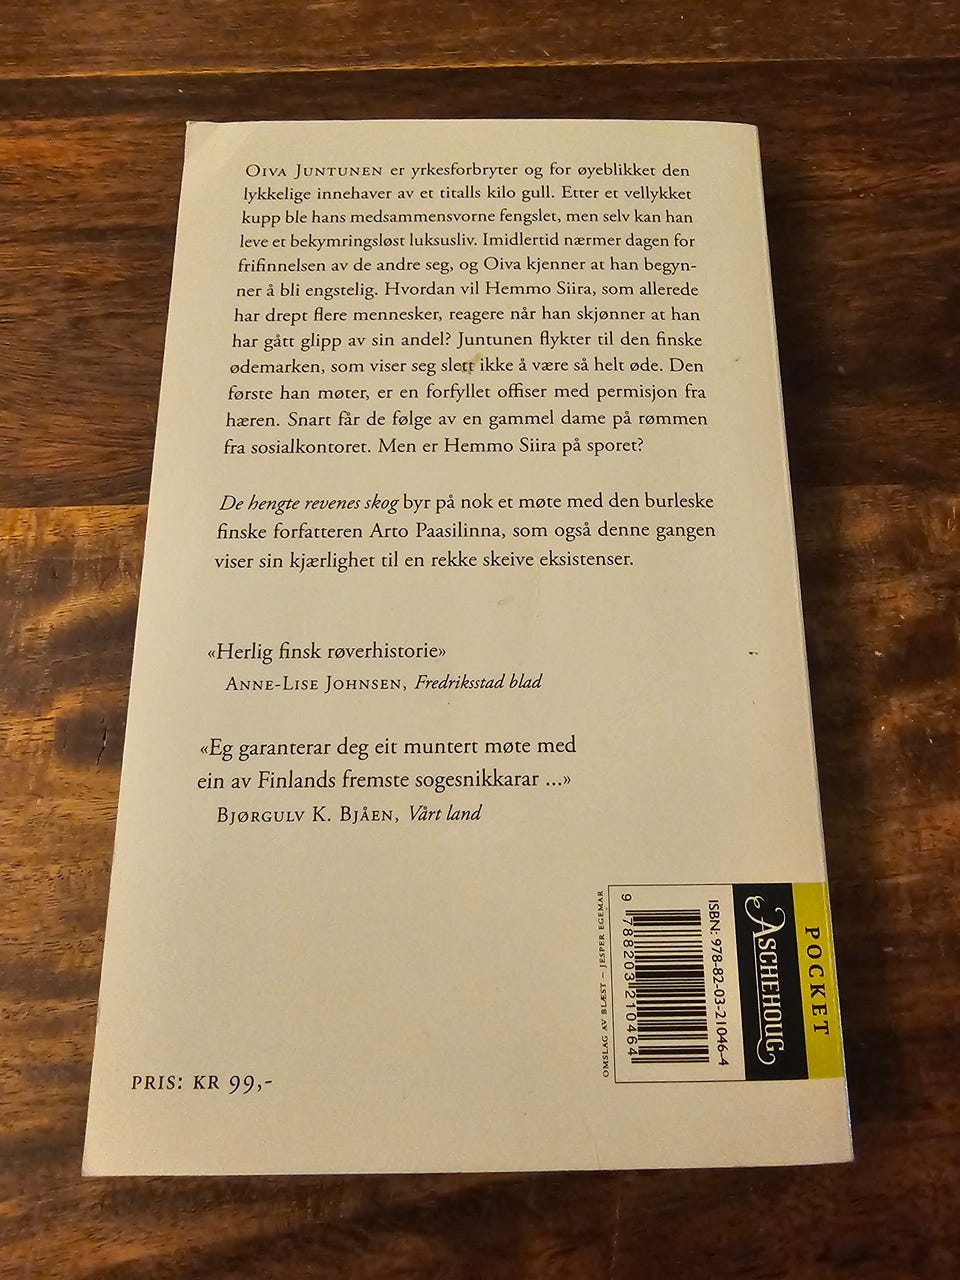 OIVA JUNTUNEN er yrkesforbryter og for øyeblikket den
lykkelige innehaver av et titalls kilo gull. Etter et vellykket
kupp ble hans medsammensvorne fengslet, men selv kan han
leve et bekymringsløst luksusliv. Imidlertid nærmer dagen for
frifinnelsen av de andre seg, og Oiva kjenner at han begyn-
ner å bli engstelig. Hvordan vil Hemmo Siira, som allerede
har drept flere mennesker, reagere når han skjønner at han
har gått glipp av sin andel? Juntunen flykter til den finske
ødemarken, som viser seg slett ikke å være så helt øde. Den
første han møter, er en forfyllet offiser med permisjon fra
hæren. Snart får de følge av en gammel dame på rømmen
fra sosialkontoret. Men er Hemmo Siira på sporet?
De hengte revenes skog byr på nok et møte med den burleske
finske forfatteren Arto Paasilinna, som også denne gangen
viser sin kjærlighet til en rekke skeive eksistenser.
«Herlig finsk røverhistorie»
ANNE-LISE JOHNSEN, Fredriksstad blad
«Eg garanterar deg eit muntert møte med
ein av Finlands fremste sogesnikkarar ...»
BJØRGULV K. BJÅEN, Vårt land
PRIS: KR 99,-
OMSLAG AV BLÆST – JESPER EGEMAR
9 788203 210464
ISBN: 978-82-03-21046-4
ASCHEHOUG
POCKET